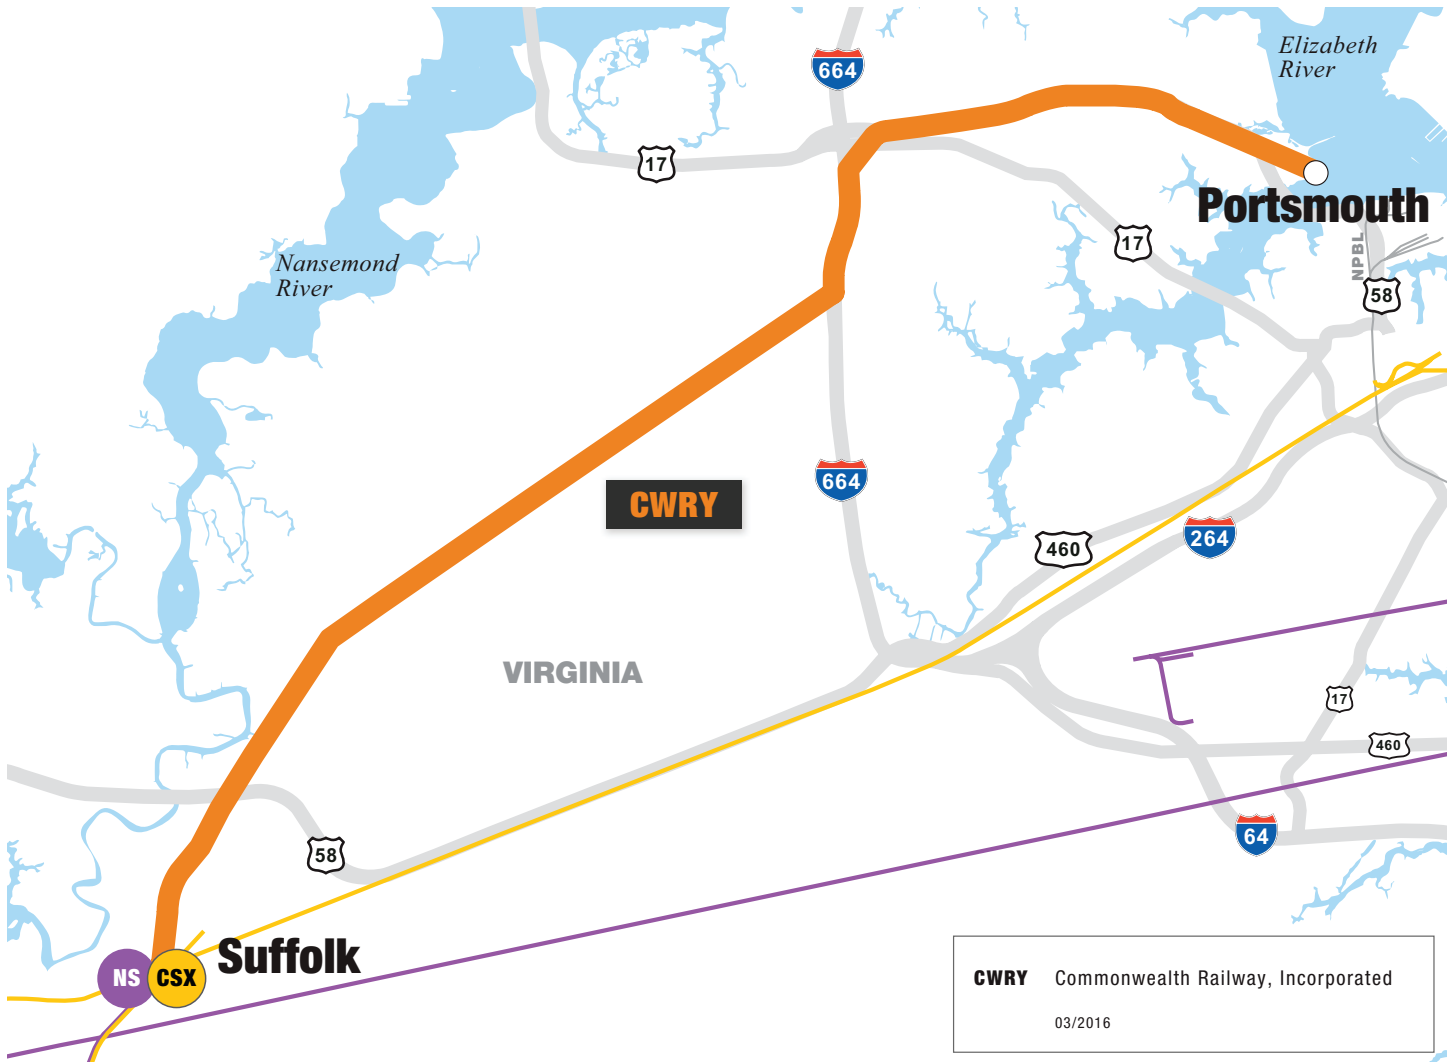 Elizabeth
River
664
17
Portsmouth
17
NPBL
Nansemond
River
58
664
CWRY
460
264
VIRGINIA
17
460
58
64
Suffolk
NS
CSX
CWRY Commonwealth Railway, Incorporated
03/2016